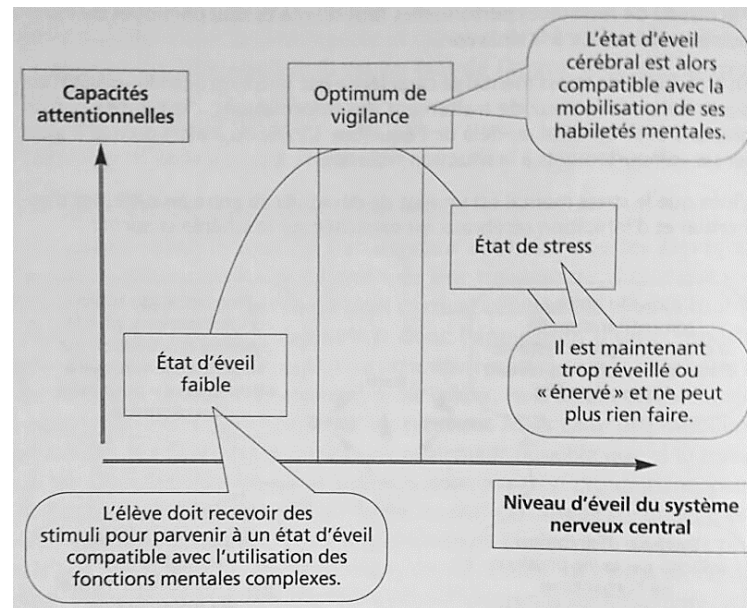 Capacités
attentionnelles
Optimum de
vigilance
L'état d'éveil
cérébral est alors
compatible avec la
mobilisation de ses
habiletés mentales.
État de stress
État d'éveil
faible
Il est maintenant
trop réveillé ou
« énervé » et ne peut
plus rien faire.
L'élève doit recevoir des
stimuli pour parvenir à un état d'éveil
compatible avec l'utilisation des
fonctions mentales complexes.
Niveau d'éveil du système
nerveux central